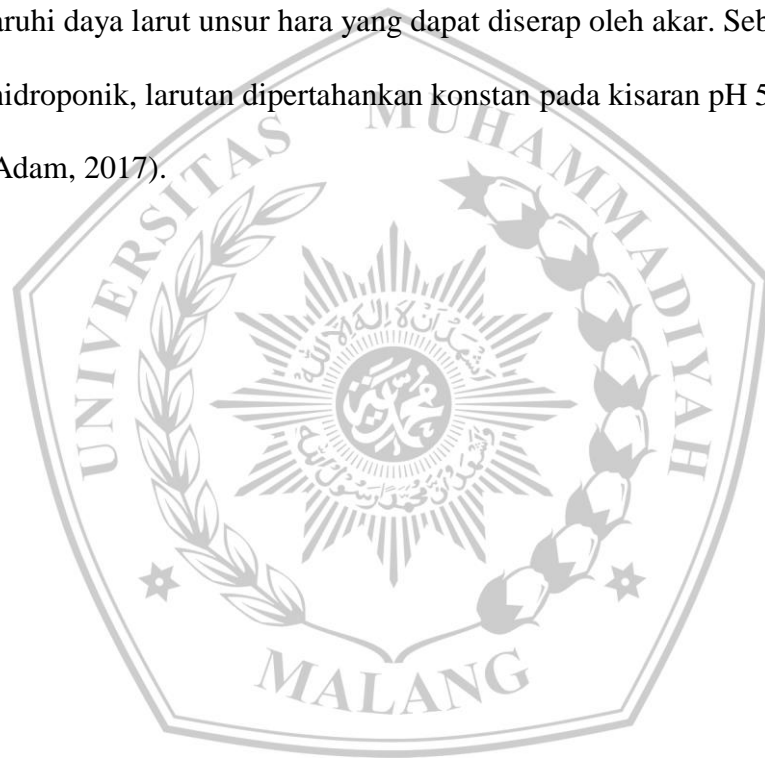 aruhi daya larut unsur hara yang dapat diserap oleh akar. Seb
hidroponik, larutan dipertahankan konstan pada kisaran pH 5
Adam, 2017).
UNIVERSITAS MUHAMMADIYAH
MALANG